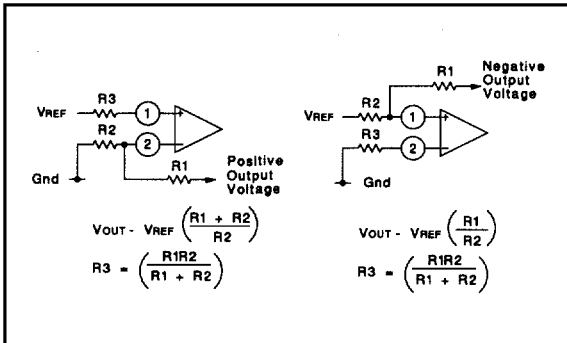 R3
VREF
1
+
R2
2
−
R1
Gnd
Positive
Output
Voltage
VOUT - VREF (R1 + R2 / R2)
R3 = (R1R2 / R1 + R2)
R1
Negative
Output
Voltage
R2
VREF
1
+
R3
2
−
Gnd
VOUT - VREF (R1 / R2)
R3 = (R1R2 / R1 + R2)